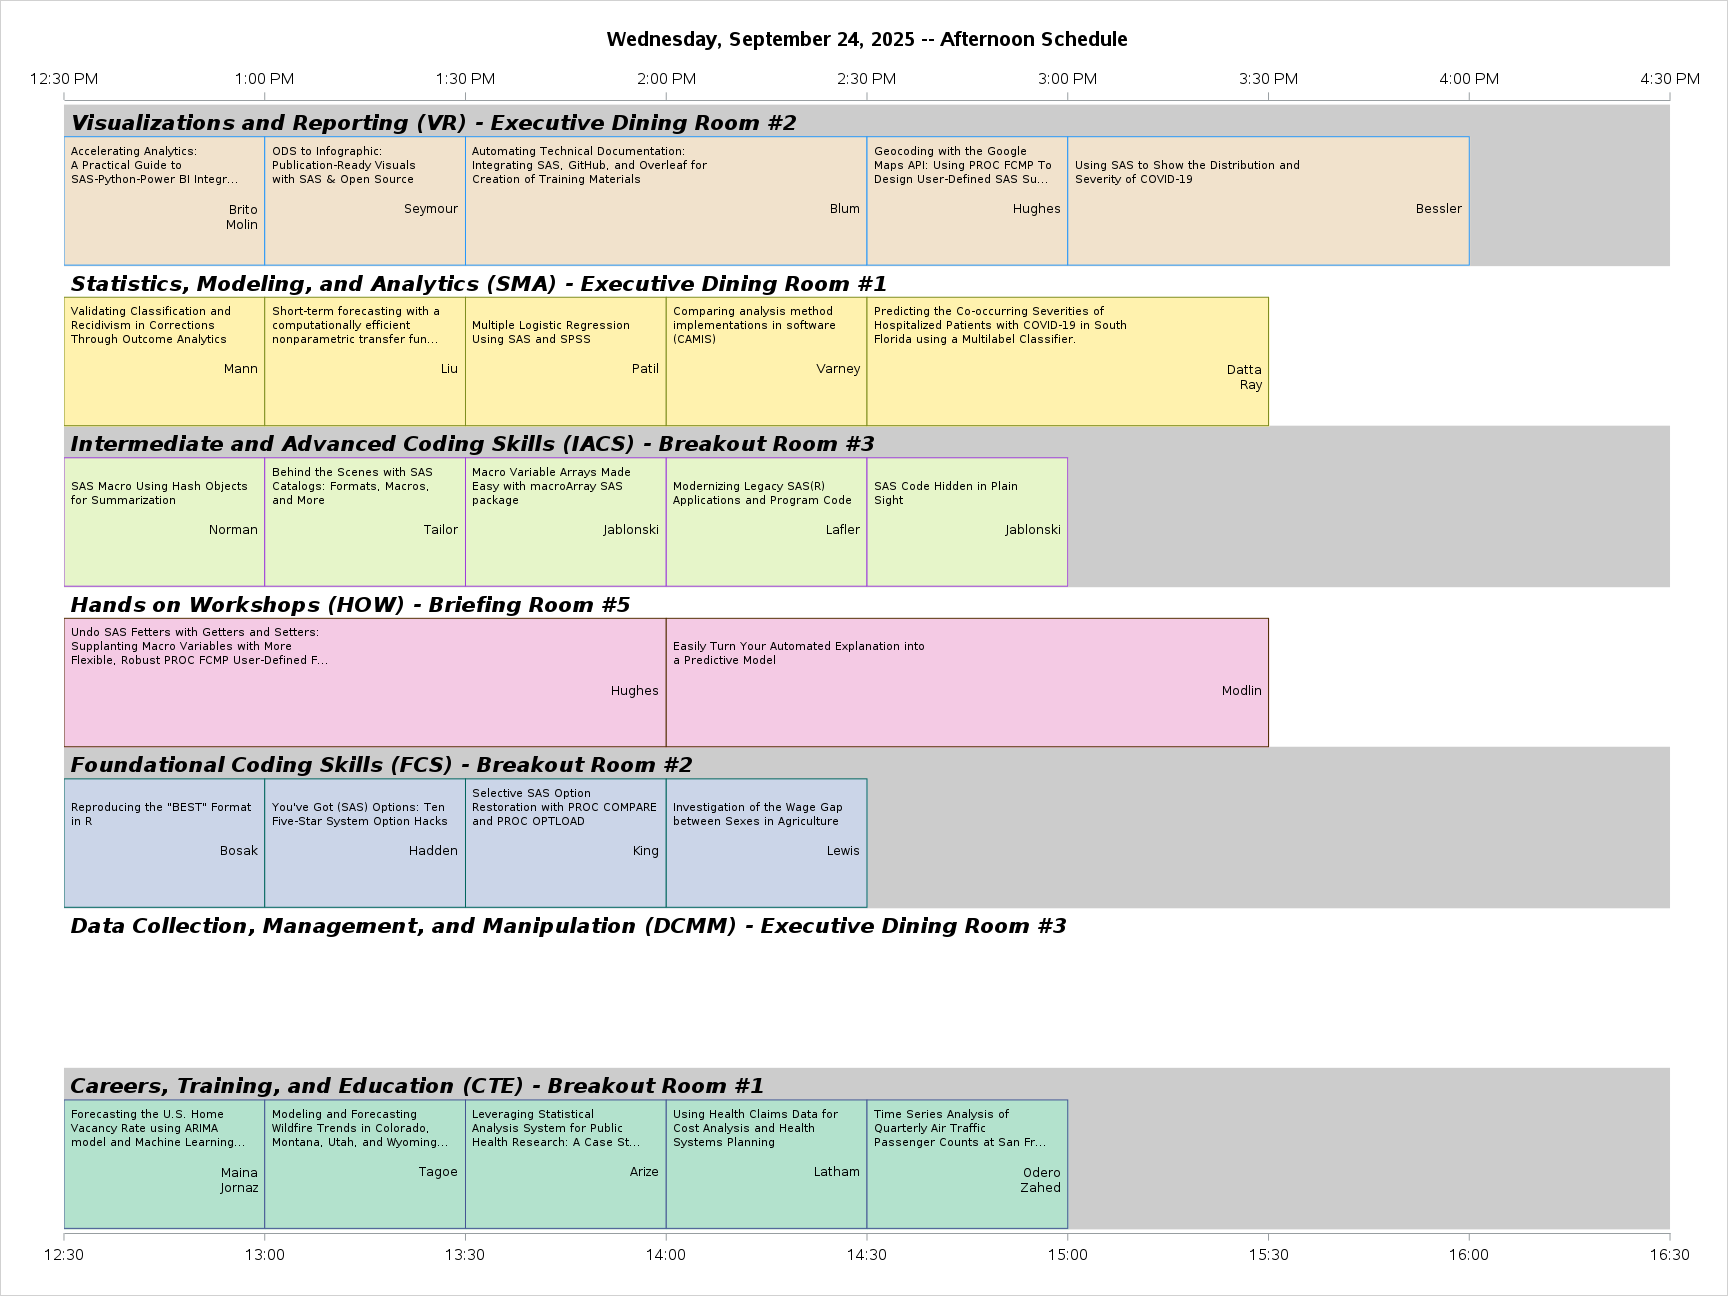 Wednesday, September 24, 2025 -- Afternoon Schedule
12:30 PM 1:00 PM 1:30 PM 2:00 PM 2:30 PM 3:00 PM 3:30 PM 4:00 PM 4:30 PM
Visualizations and Reporting (VR) - Executive Dining Room #2
Accelerating Analytics:
A Practical Guide to
SAS-Python-Power BI Integr...
Brito
Molin
ODS to Infographic:
Publication-Ready Visuals
with SAS & Open Source
Seymour
Automating Technical Documentation:
Integrating SAS, GitHub, and Overleaf for
Creation of Training Materials
Blum
Geocoding with the Google
Maps API: Using PROC FCMP To
Design User-Defined SAS Su...
Hughes
Using SAS to Show the Distribution and
Severity of COVID-19
Bessler
Statistics, Modeling, and Analytics (SMA) - Executive Dining Room #1
Validating Classification and
Recidivism in Corrections
Through Outcome Analytics
Mann
Short-term forecasting with a
computationally efficient
nonparametric transfer fun...
Liu
Multiple Logistic Regression
Using SAS and SPSS
Patil
Comparing analysis method
implementations in software
(CAMIS)
Varney
Predicting the Co-occurring Severities of
Hospitalized Patients with COVID-19 in South
Florida using a Multilabel Classifier.
Datta
Ray
Intermediate and Advanced Coding Skills (IACS) - Breakout Room #3
SAS Macro Using Hash Objects
for Summarization
Norman
Behind the Scenes with SAS
Catalogs: Formats, Macros,
and More
Tailor
Macro Variable Arrays Made
Easy with macroArray SAS
package
Jablonski
Modernizing Legacy SAS(R)
Applications and Program Code
Lafler
SAS Code Hidden in Plain
Sight
Jablonski
Hands on Workshops (HOW) - Briefing Room #5
Undo SAS Fetters with Getters and Setters:
Supplanting Macro Variables with More
Flexible, Robust PROC FCMP User-Defined F...
Hughes
Easily Turn Your Automated Explanation into
a Predictive Model
Modlin
Foundational Coding Skills (FCS) - Breakout Room #2
Reproducing the "BEST" Format
in R
Bosak
You've Got (SAS) Options: Ten
Five-Star System Option Hacks
Hadden
Selective SAS Option
Restoration with PROC COMPARE
and PROC OPTLOAD
King
Investigation of the Wage Gap
between Sexes in Agriculture
Lewis
Data Collection, Management, and Manipulation (DCMM) - Executive Dining Room #3
Careers, Training, and Education (CTE) - Breakout Room #1
Forecasting the U.S. Home
Vacancy Rate using ARIMA
model and Machine Learning...
Maina
Jornaz
Modeling and Forecasting
Wildfire Trends in Colorado,
Montana, Utah, and Wyoming...
Tagoe
Leveraging Statistical
Analysis System for Public
Health Research: A Case St...
Arize
Using Health Claims Data for
Cost Analysis and Health
Systems Planning
Latham
Time Series Analysis of
Quarterly Air Traffic
Passenger Counts at San Fr...
Odero
Zahed
12:30 13:00 13:30 14:00 14:30 15:00 15:30 16:00 16:30